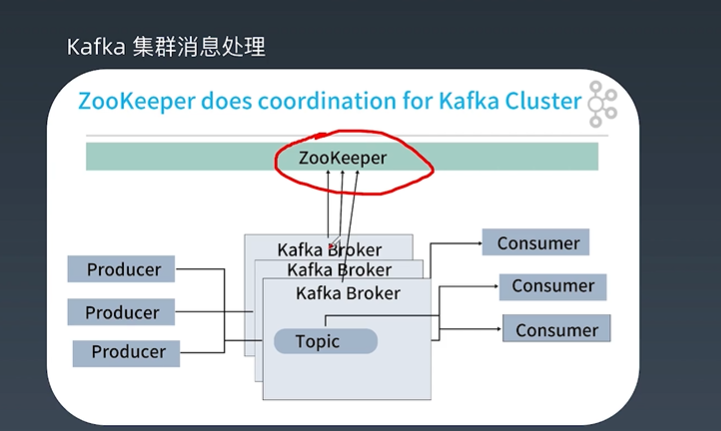 Kafka 集群消息处理
ZooKeeper does coordination for Kafka Cluster
ZooKeeper
Kafka Broker
Kafka Broker
Kafka Broker
Topic
Producer
Producer
Producer
Consumer
Consumer
Consumer